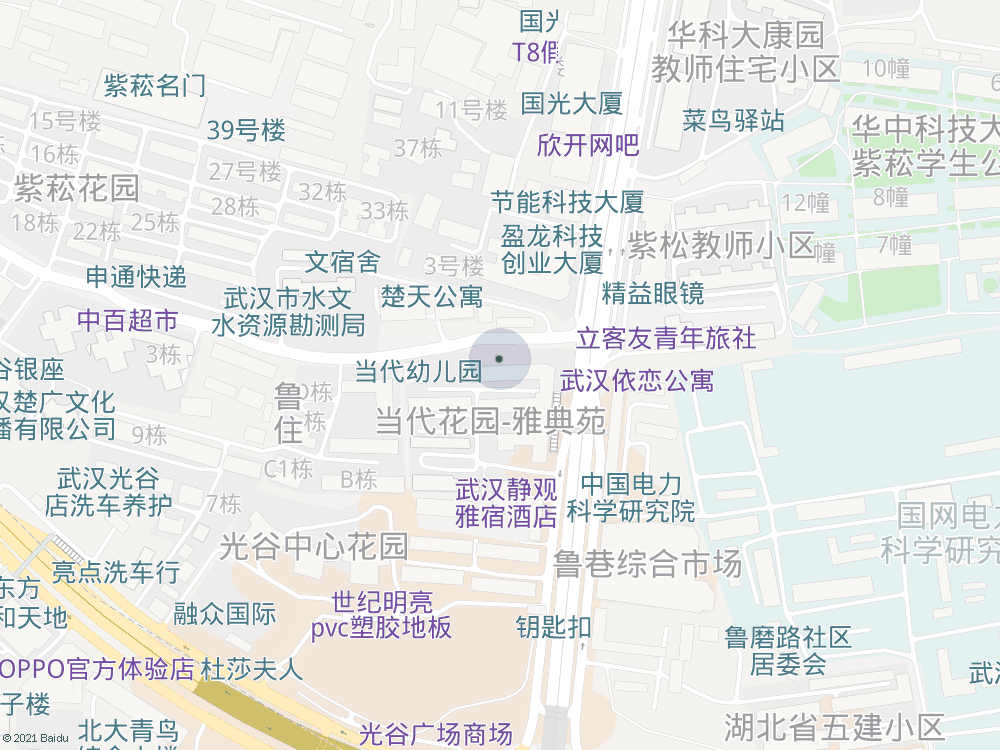 国光
T8假
华科大康园
教师住宅小区
10幢
紫菘名门
国光大厦
11号楼
菜鸟驿站
15号楼
39号楼
华中科技大
紫菘学生公
37栋
欣开网吧
16栋
27号楼
紫菘花园
32栋
28栋
33栋
节能科技大厦
12幢
8幢
18栋
22栋
25栋
盈龙科技
创业大厦
紫松教师小区
幢
7幢
文宿舍
3号楼
申通快递
武汉市水文
水资源勘测局
楚天公寓
精益眼镜
中百超市
立客友青年旅社
3栋
谷银座
当代幼儿园
武汉依恋公寓
鲁
住
0栋
汉楚广文化
播有限公司
栋
当代花园-雅典苑
9栋
C1栋
B栋
武汉光谷
店洗车养护
7栋
武汉静观
雅宿酒店
中国电力
科学研究院
国网电力
科学研究
光谷中心花园
鲁巷综合市场
亮点洗车行
东方
和天地
融众国际
世纪明亮
pvc塑胶地板
钥匙扣
鲁磨路社区
居委会
OPPO官方体验店
杜莎夫人
武汉
子楼
北大青鸟
光谷广场商场
湖北省五建小区
© 2021 Baidu